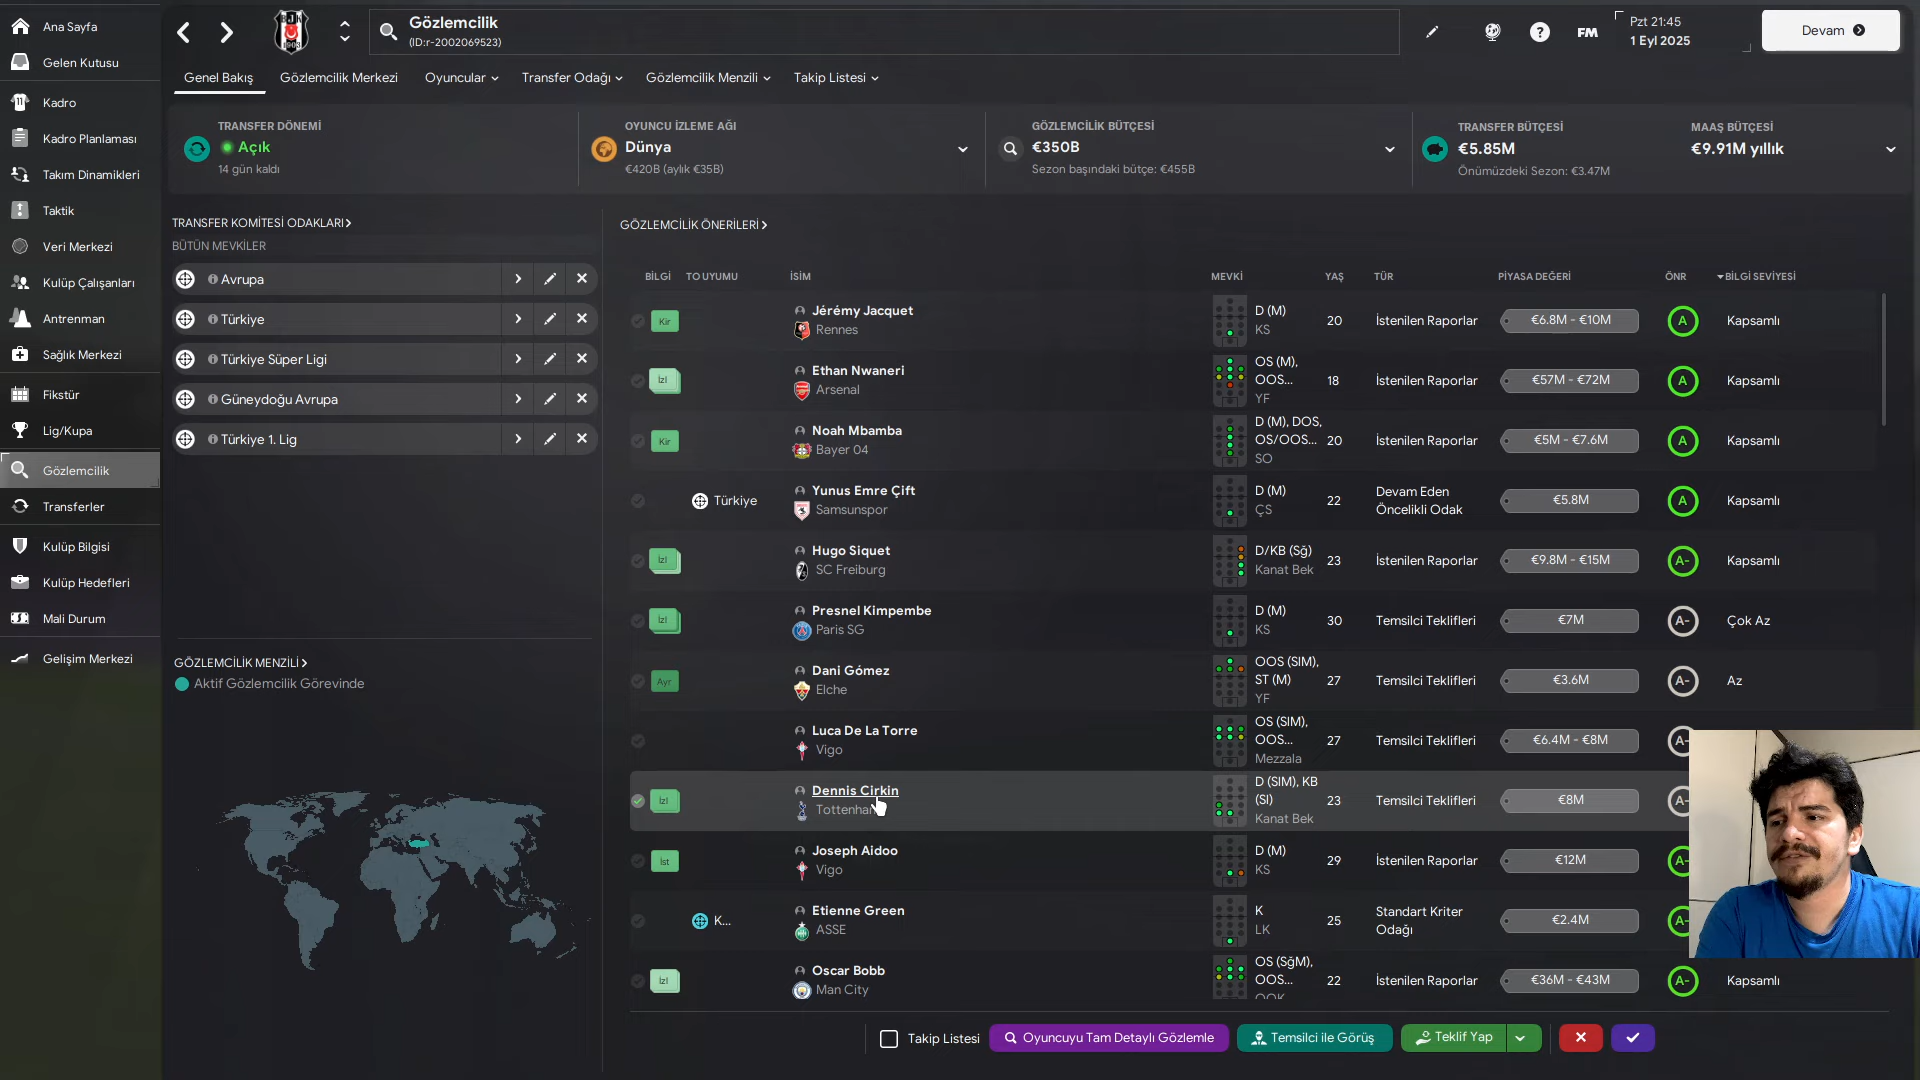 Ana Sayfa
Gelen Kutusu
Kadro
Kadro Planlaması
Takım Dinamikleri
Taktik
Veri Merkezi
Kulüp Çalışanları
Antrenman
Sağlık Merkezi
Fikstür
Lig/Kupa
Gözlemcilik
Transferler
Kulüp Bilgisi
Kulüp Hedefleri
Mali Durum
Gelişim Merkezi
Gözlemcilik
(ID:r-2002069523)
FM
Pzt 21:45
1 Eyl 2025
Devam
Genel Bakış
Gözlemcilik Merkezi
Oyuncular
Transfer Odağı
Gözlemcilik Menzili
Takip Listesi
TRANSFER DÖNEMİ
Açık
14 gün kaldı
OYUNCU İZLEME AĞI
Dünya
€420B (aylık €35B)
GÖZLEMCİLİK BÜTÇESİ
€350B
Sezon başındaki bütçe: €455B
TRANSFER BÜTÇESİ
€5.85M
Önümüzdeki Sezon: €3.47M
MAAŞ BÜTÇESİ
€9.91M yıllık
TRANSFER KOMİTESİ ODAKLARI
BÜTÜN MEVKİLER
Avrupa
Türkiye
Türkiye Süper Ligi
Güneydoğu Avrupa
Türkiye 1. Lig
GÖZLEMCİLİK MENZİLİ
Aktif Gözlemcilik Görevinde
GÖZLEMCİLİK ÖNERİLERİ
BİLGİ TO UYUMU İSİM MEVKİ YAŞ TÜR PİYASA DEĞERİ ÖNR BİLGİ SEVİYESİ
Kir Jérémy Jacquet D (M) 20 İstenilen Raporlar €6.8M - €10M A Kapsamlı
Rennes KS
İzl Ethan Nwaneri OS (M), OOS... 18 İstenilen Raporlar €57M - €72M A Kapsamlı
Arsenal YF
Kir Noah Mbamba D (M), DOS, OS/OOS... 20 İstenilen Raporlar €5M - €7.6M A Kapsamlı
Bayer 04 SO
Türkiye Yunus Emre Çift D (M) 22 Devam Eden Öncelikli Odak €5.8M A Kapsamlı
Samsunspor ÇS
İzl Hugo Siquet D/KB (Sğ) 23 İstenilen Raporlar €9.8M - €15M A- Kapsamlı
SC Freiburg Kanat Bek
İzl Presnel Kimpembe D (M) 30 Temsilci Teklifleri €7M A- Çok Az
Paris SG KS
Ayr Dani Gómez OOS (SIM), ST (M) 27 Temsilci Teklifleri €3.6M A- Az
Elche YF
Luca De La Torre OS (SIM), OOS... 27 Temsilci Teklifleri €6.4M - €8M A-
Vigo Mezzala
İzl Dennis Cirkin D (SIM), KB (SI) 23 Temsilci Teklifleri €8M A-
Kanat Bek
İst Joseph Aidoo D (M) 29 İstenilen Raporlar €12M A-
Vigo KS
K... Etienne Green K 25 Standart Kriter Odağı €2.4M A-
ASSE LK
İzl Oscar Bobb OS (SğM), OOS... 22 İstenilen Raporlar €36M - €43M A- Kapsamlı
Man City
Takip Listesi
Oyuncuyu Tam Detaylı Gözlemle
Temsilci ile Görüş
Teklif Yap